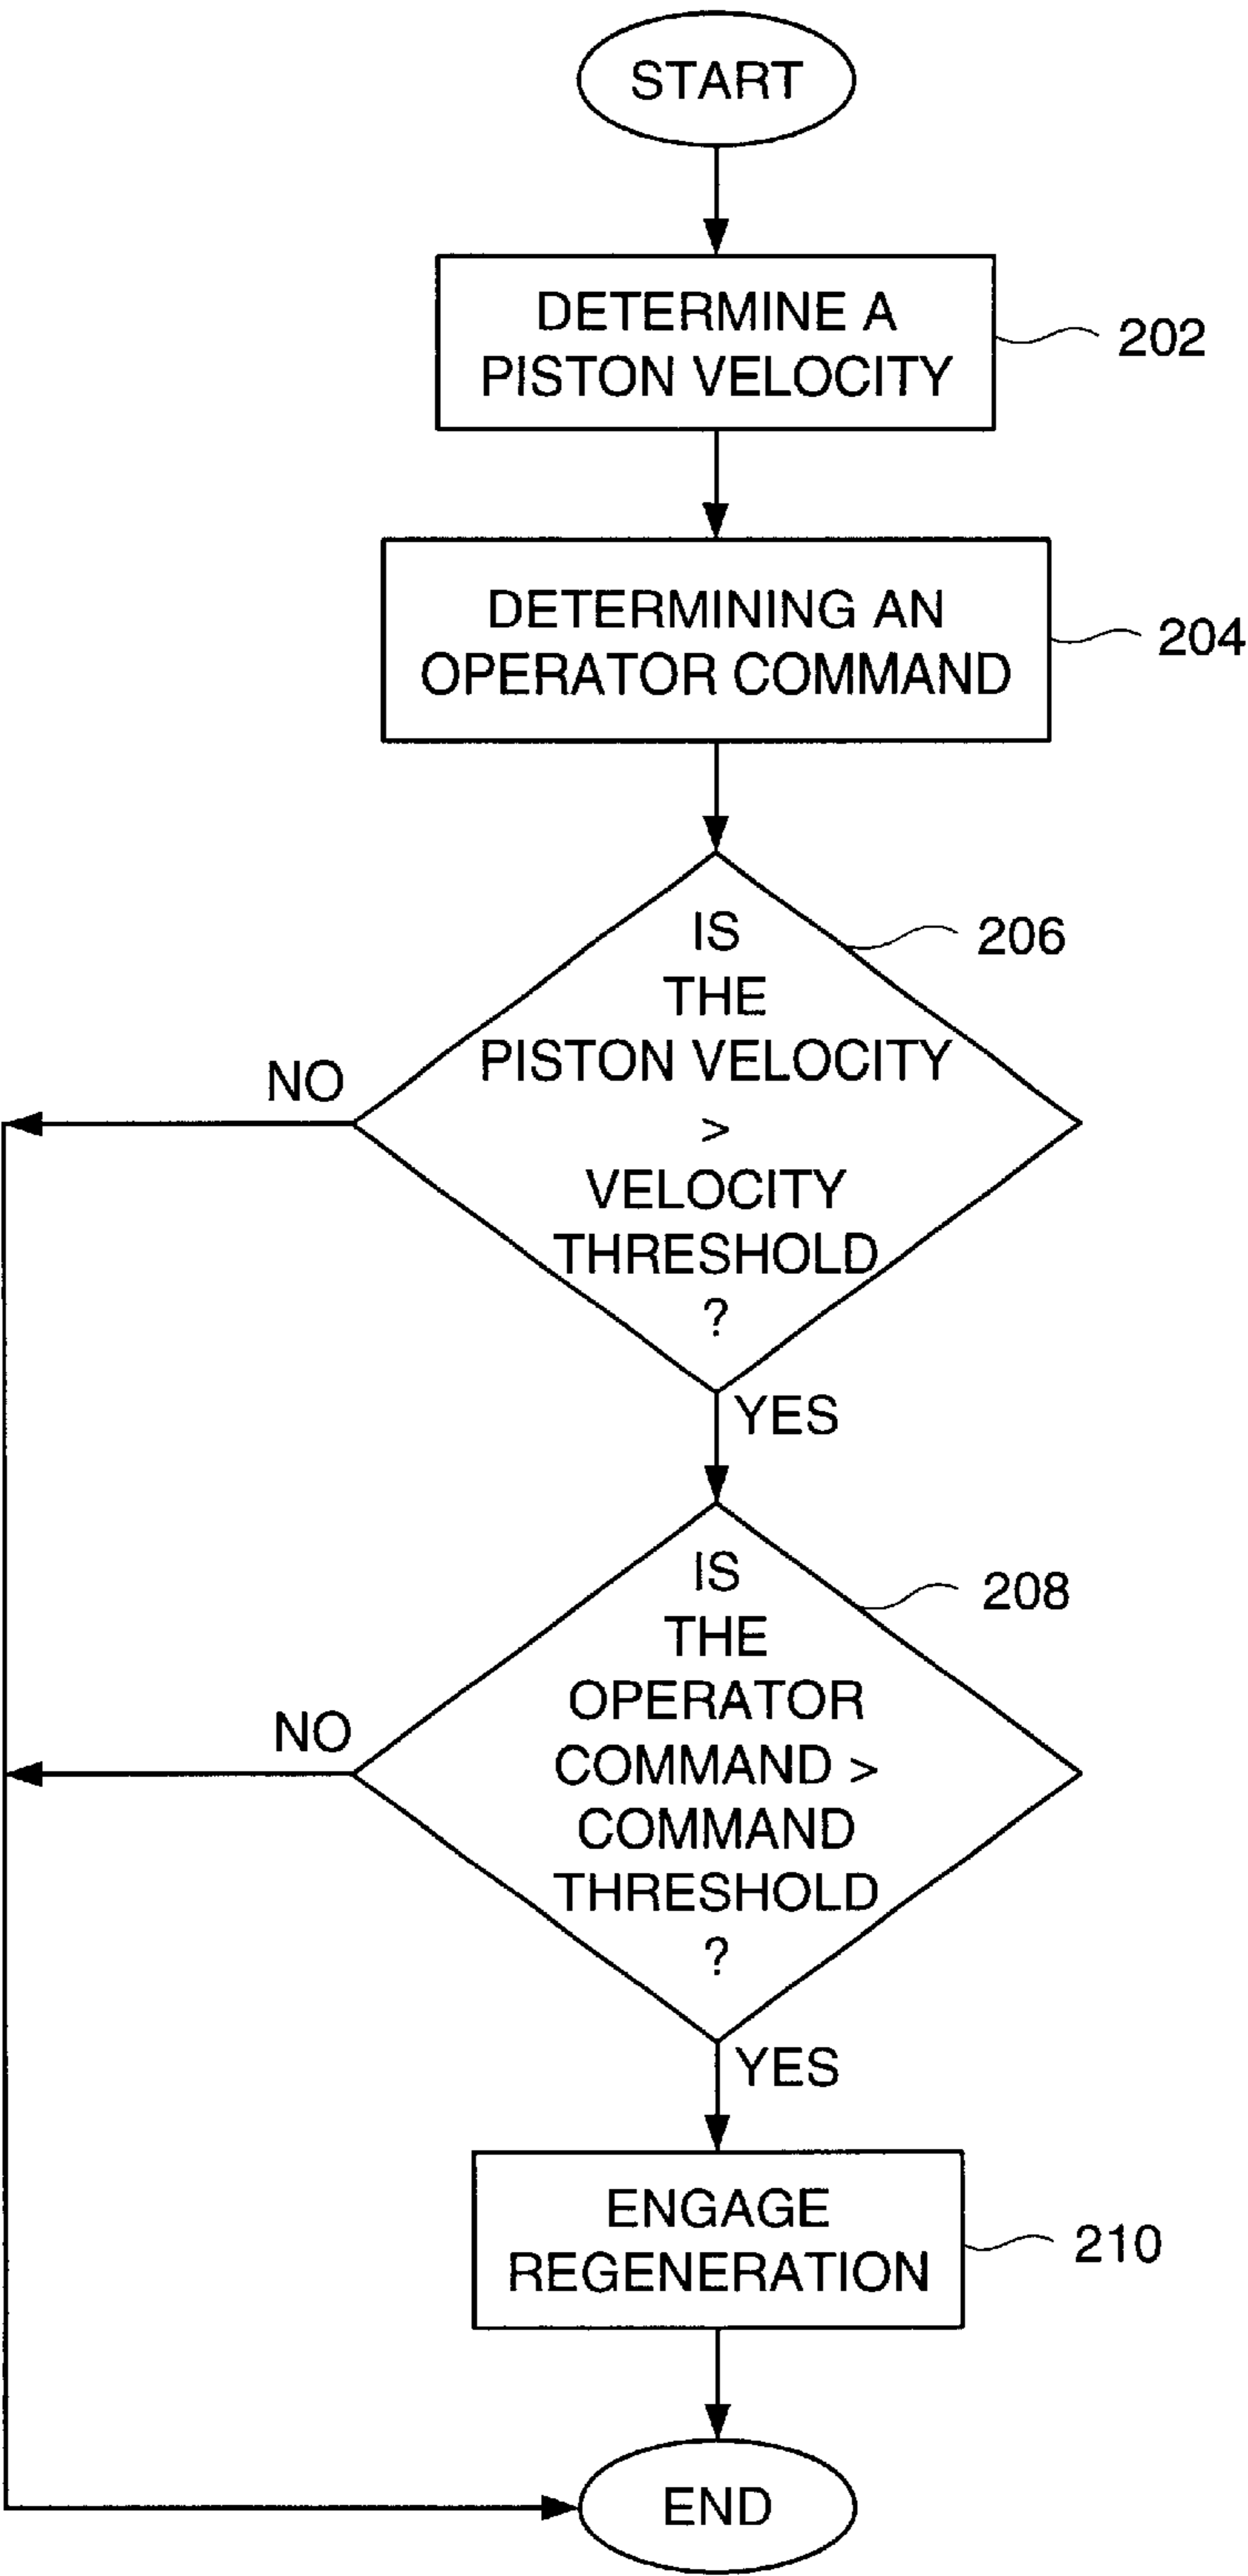 START
DETERMINE A
PISTON VELOCITY
202
DETERMINING AN
OPERATOR COMMAND
204
IS
THE
PISTON VELOCITY
>
VELOCITY
THRESHOLD
?
206
NO
YES
IS
THE
OPERATOR
COMMAND >
COMMAND
THRESHOLD
?
208
NO
YES
ENGAGE
REGENERATION
210
END